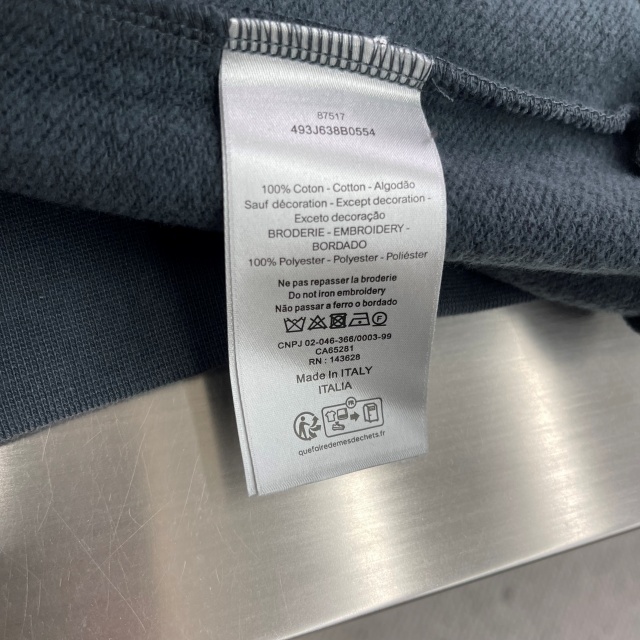 87517
493J638B0554
100% Coton - Cotton - Algodão
Sauf décoration - Except decoration -
Exceto decoração
BRODERIE - EMBROIDERY -
BORDADO
100% Polyester - Polyester - Poliéster
Ne pas repasser la broderie
Do not iron embroidery
Não passar a ferro o bordado
CNPJ 02-046-366/0003-99
CA65281
RN : 143628
Made In ITALY
ITALIA
FR
quefairedemesdechets.fr